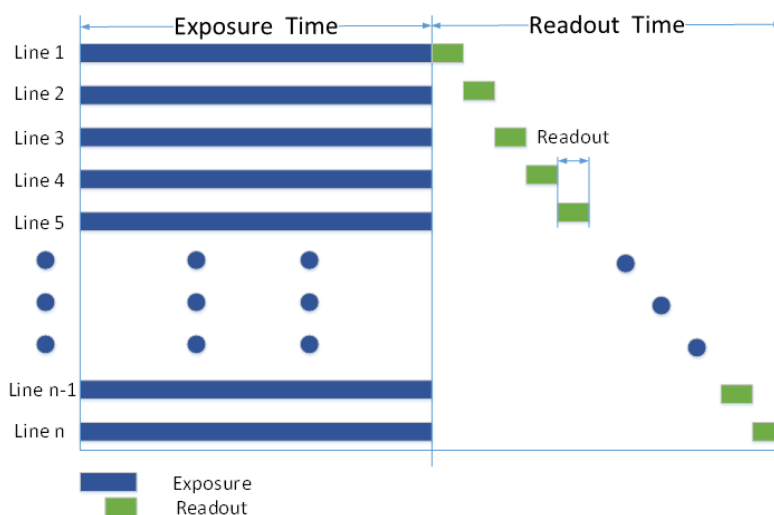 Exposure Time
Readout Time
Line 1
Line 2
Line 3
Readout
Line 4
Line 5
Line n-1
Line n
Exposure
Readout